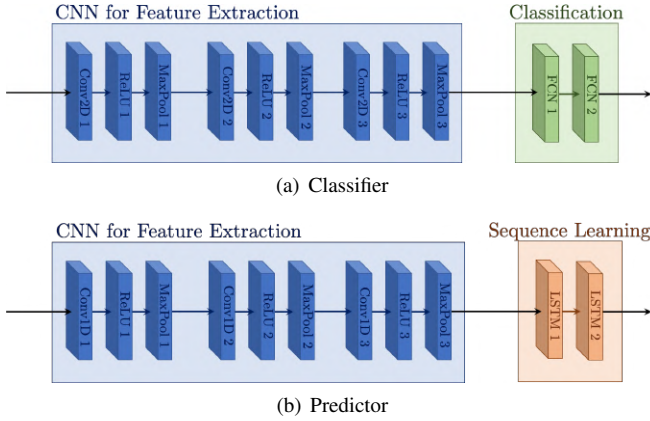 CNN for Feature Extraction
Classification
Conv2D 1
ReLU 1
MaxPool 1
Conv2D 2
ReLU 2
MaxPool 2
Conv2D 3
ReLU 3
MaxPool 3
FCN 1
FCN 2
(a) Classifier
CNN for Feature Extraction
Sequence Learning
Conv1D 1
ReLU 1
MaxPool 1
Conv1D 2
ReLU 2
MaxPool 2
Conv1D 3
ReLU 3
MaxPool 3
LSTM 1
LSTM 2
(b) Predictor